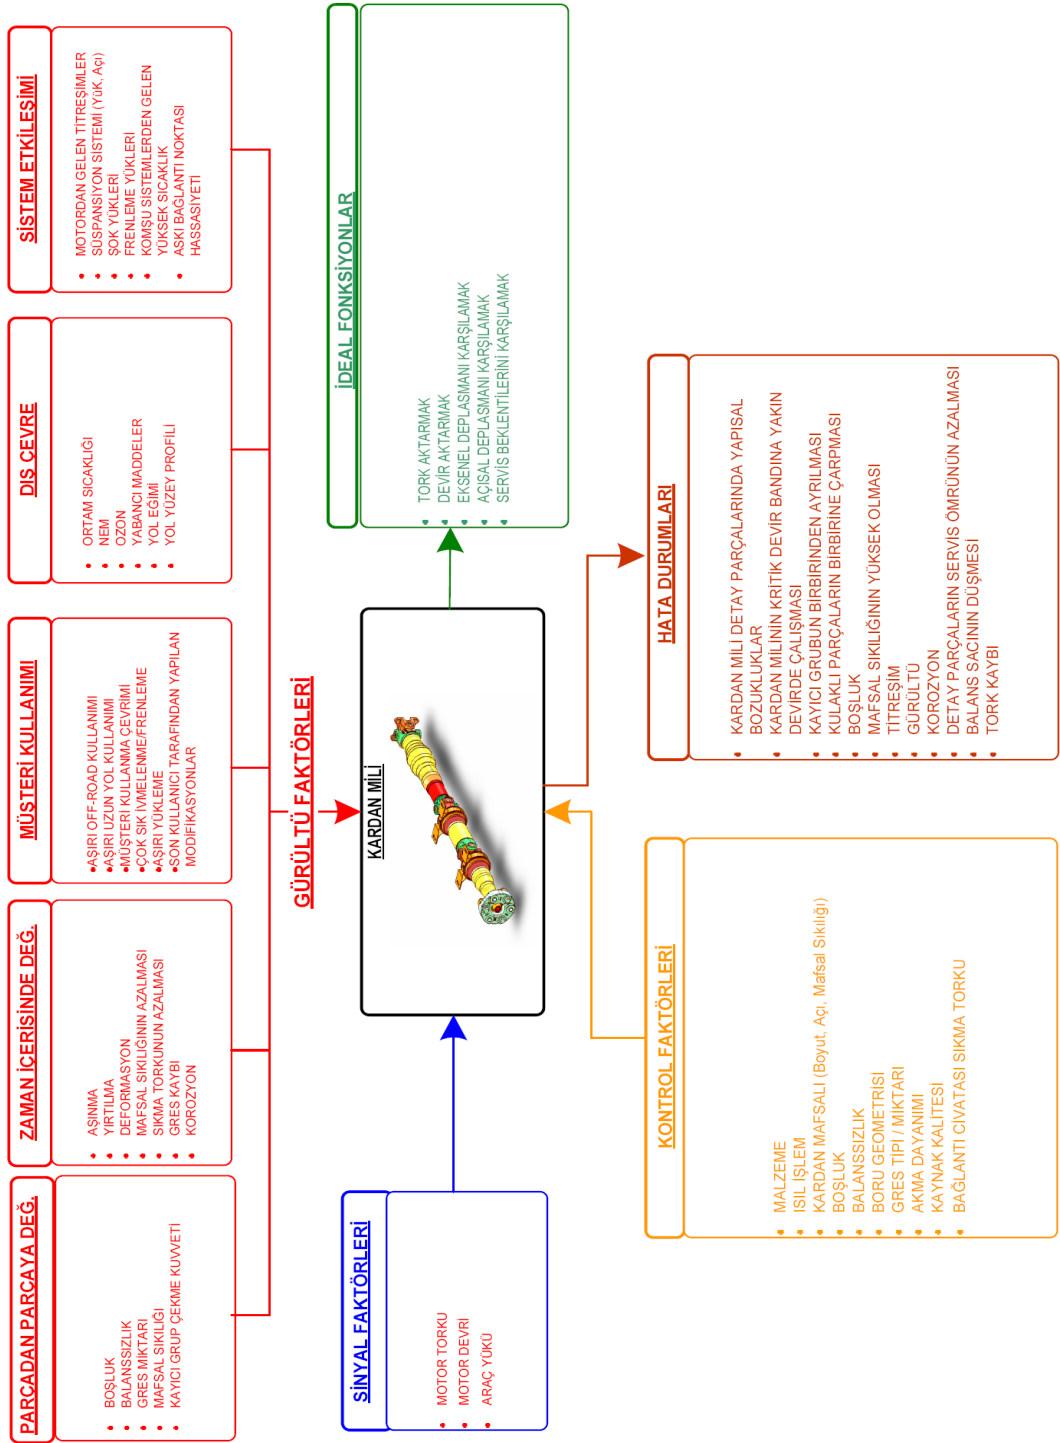 PARÇADAN PARÇAYA DEĞ.
BOŞLUK
BALANSSIZLIK
GRES MİKTARI
MAFSAL SIKILIĞI
KAYICI GRUP ÇEKME KUVVETİ
ZAMAN İÇERİSİNDE DEĞ.
AŞINMA
YIRTILMA
DEFORMASYON
MAFSAL SIKILIĞININ AZALMASI
SIKMA TORKUNUN AZALMASI
GRES KAYBI
KOROZYON
MÜŞTERİ KULLANIMI
AŞIRI OFF-ROAD KULLANIMI
AŞIRI UZUN YOL KULLANIMI
MÜŞTERİ KULLANMA ÇEVRİMİ
ÇOK SIK İVMELENME/FRENLEME
AŞIRI YÜKLEME
SON KULLANICI TARAFINDAN YAPILAN
MODİFİKASYONLAR
DIŞ ÇEVRE
ORTAM SICAKLIĞI
NEM
OZON
YABANCI MADDELER
YOL EĞİMİ
YOL YÜZEY PROFİLİ
SİSTEM ETKİLEŞİMİ
MOTORDAN GELEN TİTREŞİMLER
SÜSPANSİYON SİSTEMİ (YüK, Açı)
ŞOK YÜKLERİ
FRENLEME YÜKLERİ
KOMŞU SİSTEMLERDEN GELEN
YÜKSEK SICAKLIK
ASKI BAĞLANTI NOKTASI
HASSASİYETİ
GÜRÜLTÜ FAKTÖRLERİ
SİNYAL FAKTÖRLERİ
MOTOR TORKU
MOTOR DEVRİ
ARAÇ YÜKÜ
KARDAN MİLİ
İDEAL FONKSİYONLAR
TORK AKTARMAK
DEVİR AKTARMAK
EKSENEL DEPLASMANI KARŞILAMAK
AÇISAL DEPLASMANI KARŞILAMAK
SERVİS BEKLENTİLERİNİ KARŞILAMAK
KONTROL FAKTÖRLERİ
MALZEME
ISIL İŞLEM
KARDAN MAFSALI (Boyut, Açı, Mafsal Sıkılığı)
BOŞLUK
BALANSSIZLIK
BORU GEOMETRİSİ
GRES TİPİ / MİKTARI
AKMA DAYANIMI
KAYNAK KALİTESİ
BAĞLANTI CİVATASI SIKMA TORKU
HATA DURUMLARI
KARDAN MİLİ DETAY PARÇALARINDA YAPISAL
BOZUKLUKLAR
KARDAN MİLİNİN KRİTİK DEVİR BANDINA YAKIN
DEVİRDE ÇALIŞMASI
KAYICI GRUBUN BİRBİRİNDEN AYRILMASI
KULAKLI PARÇALARIN BİRBİRİNE ÇARPMASI
BOŞLUK
MAFSAL SIKILIĞININ YÜKSEK OLMASI
TİTREŞİM
GÜRÜLTÜ
KOROZYON
DETAY PARÇALARIN SERVİS ÖMRÜNÜN AZALMASI
BALANS SACININ DÜŞMESİ
TORK KAYBI